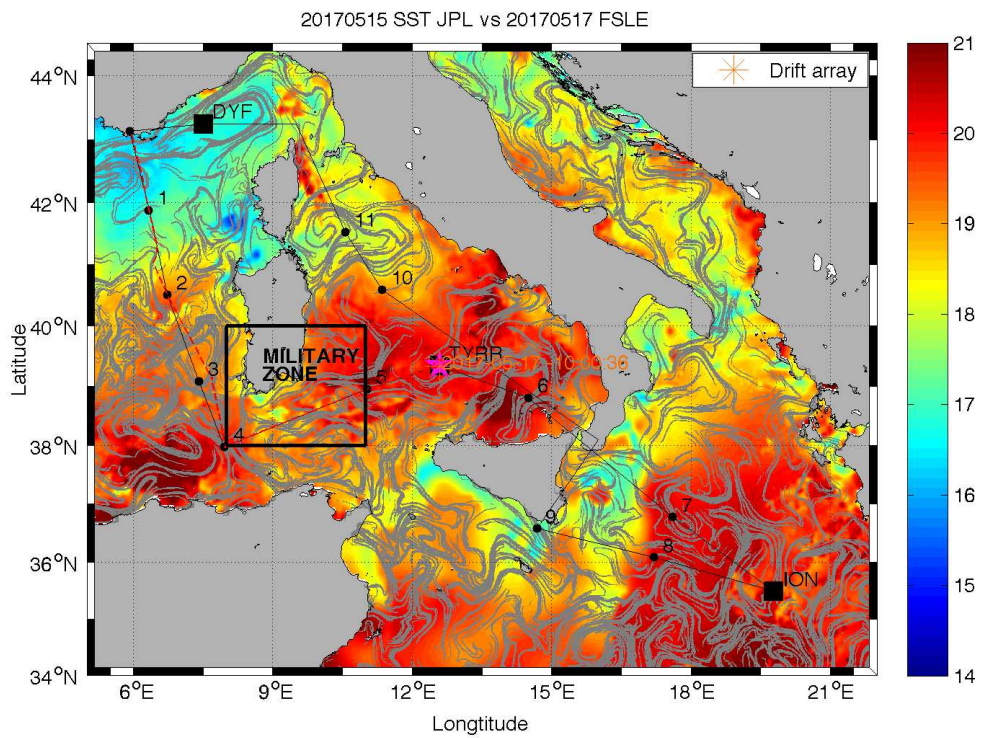 20170515 SST JPL vs 20170517 FSLE
Drift array
44°N
42°N
40°N
38°N
36°N
34°N
Latitude
DYF
1
2
3
4
5
6
7
8
9
10
11
MILITARY
ZONE
TYRR
ION
6°E
9°E
12°E
15°E
18°E
21°E
Longtitude
21
20
19
18
17
16
15
14